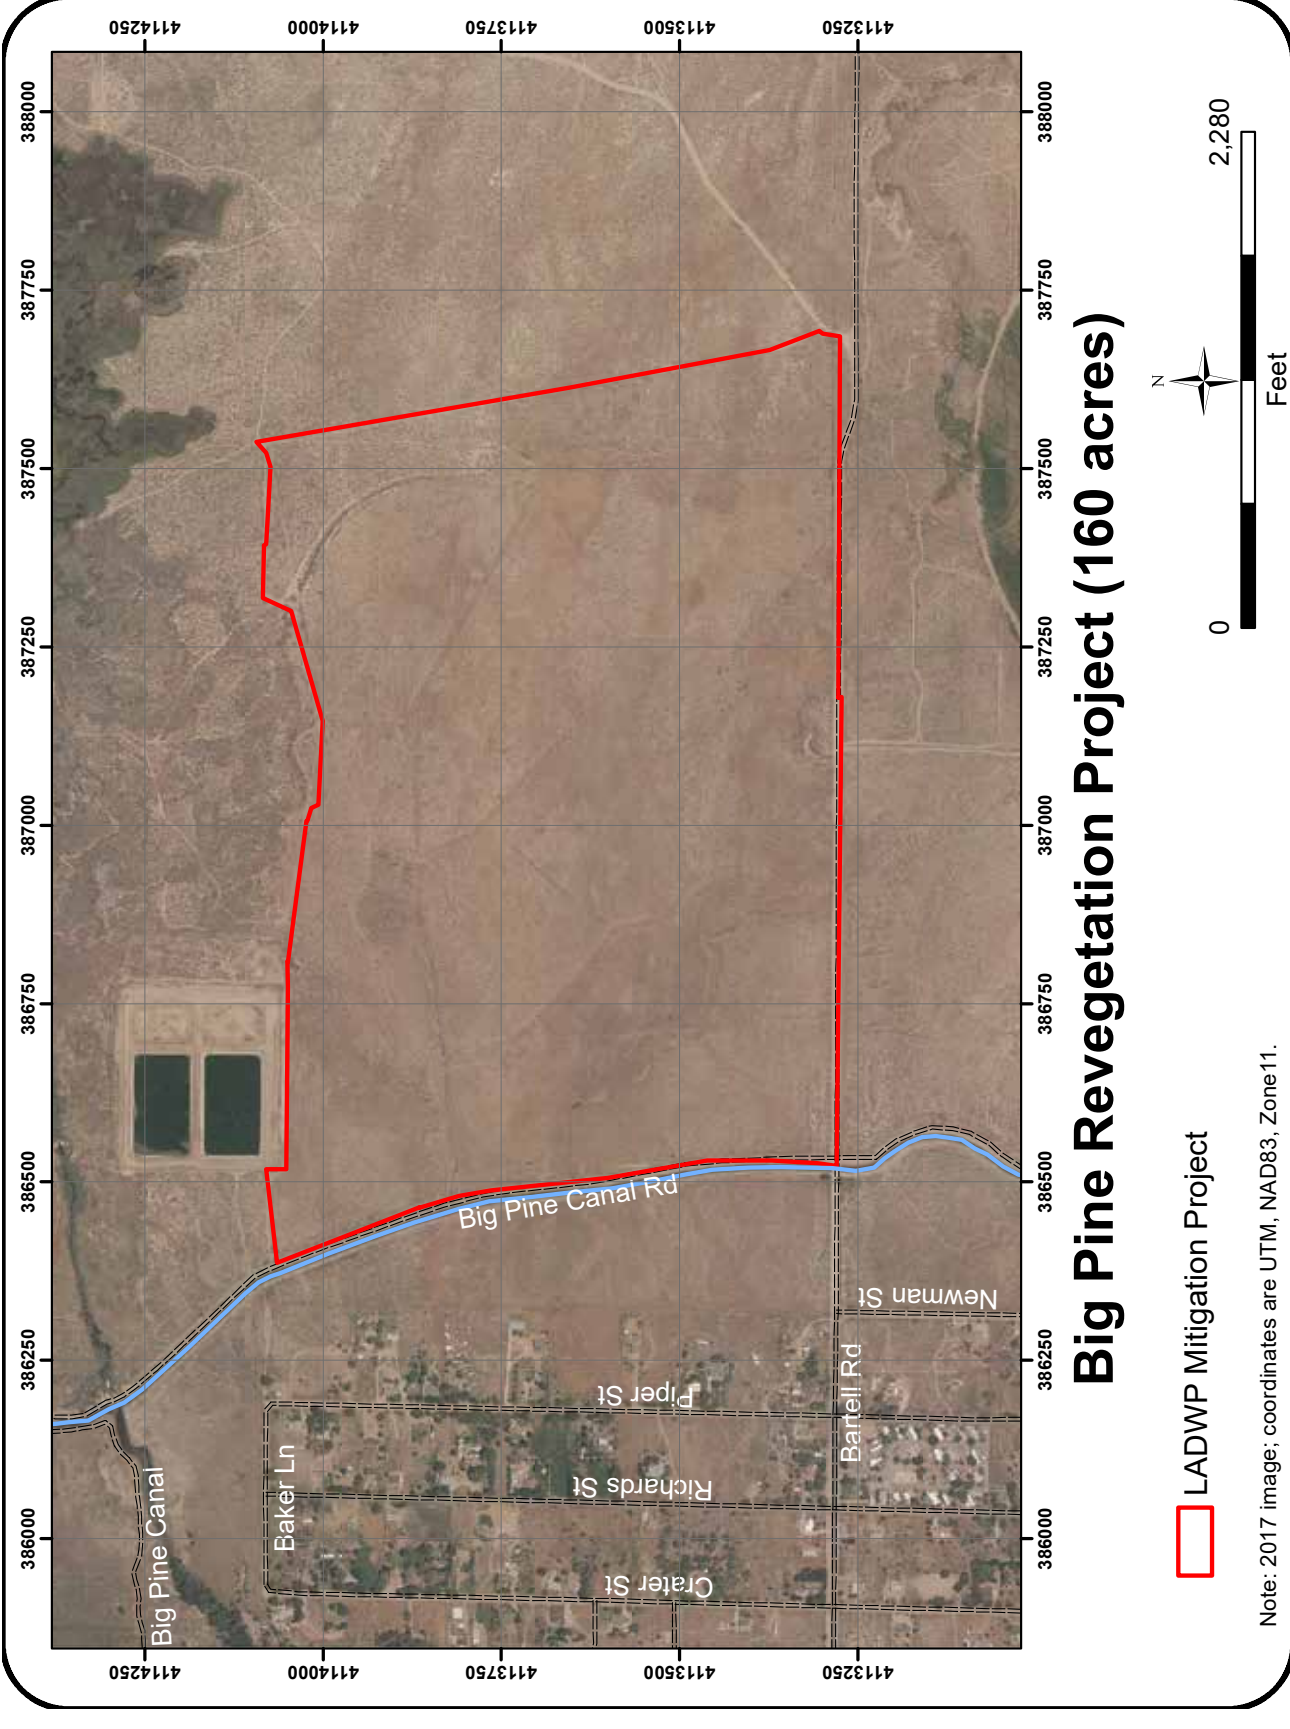 386000
386250
386500
386750
387000
387250
387500
387750
388000
4114250
4114250
4114000
4114000
4113750
4113750
4113500
4113500
4113250
4113250
Big Pine Canal
Baker Ln
Big Pine Canal Rd
Crater St
Richards St
Piper St
Bartell Rd
Newman St
386000
386250
386500
386750
387000
387250
387500
387750
388000
Big Pine Revegetation Project (160 acres)
LADWP Mitigation Project
N
0
2,280
Feet
Note: 2017 image; coordinates are UTM, NAD83, Zone11.